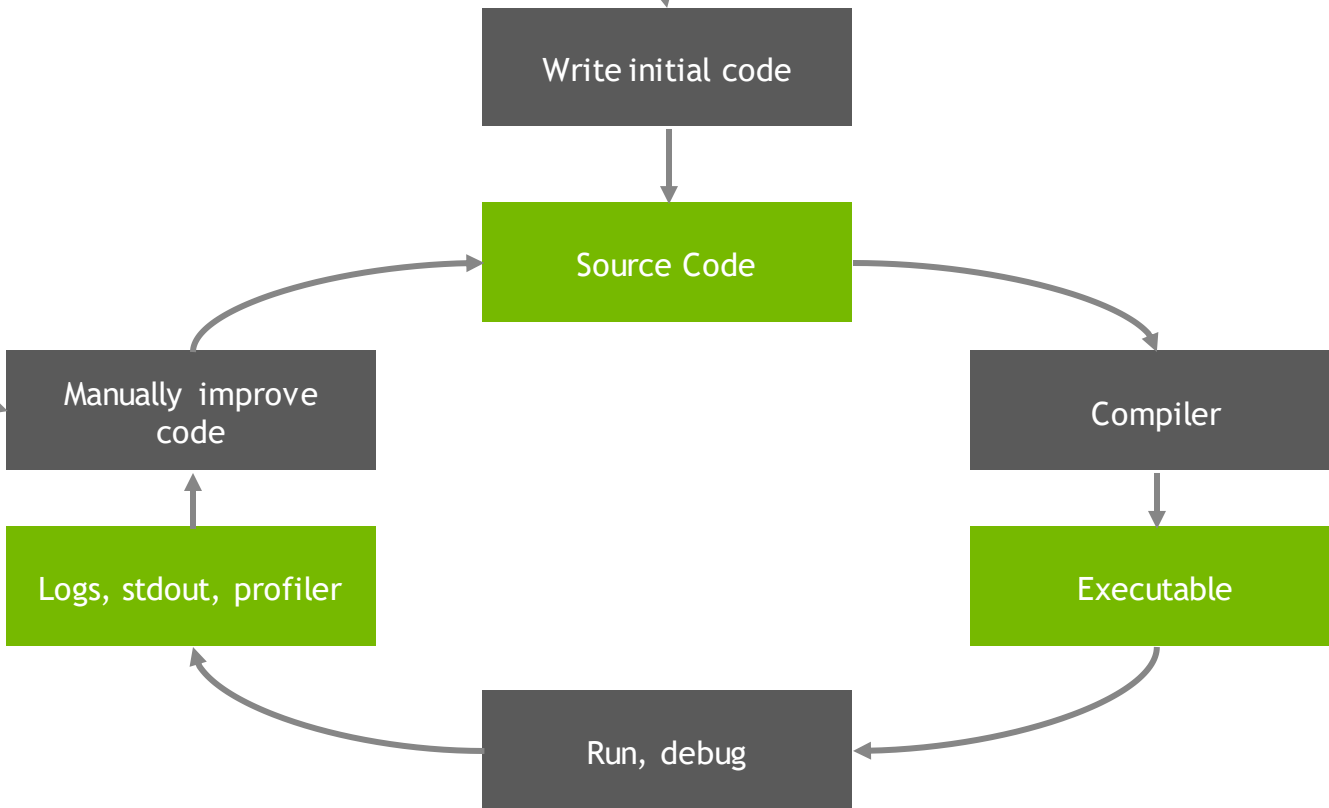 Write initial code
Source Code
Manually improve
code
Compiler
Logs, stdout, profiler
Executable
Run, debug